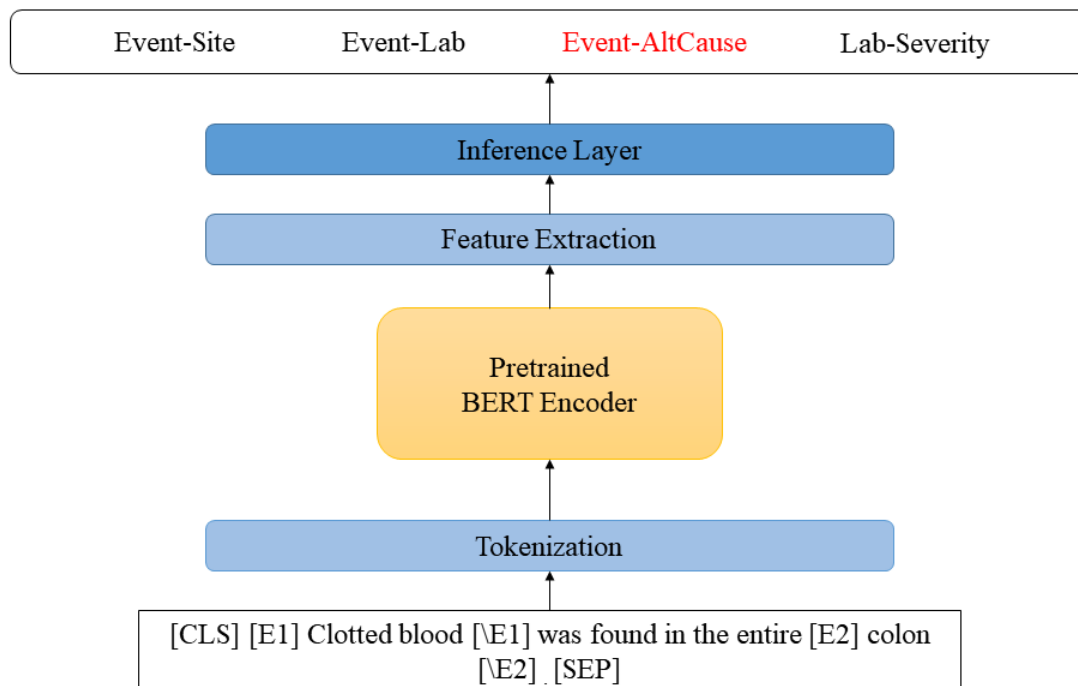 Event-Site Event-Lab Event-AltCause Lab-Severity
Inference Layer
Feature Extraction
Pretrained
BERT Encoder
Tokenization
[CLS] [E1] Clotted blood [\E1] was found in the entire [E2] colon
[\E2] . [SEP]